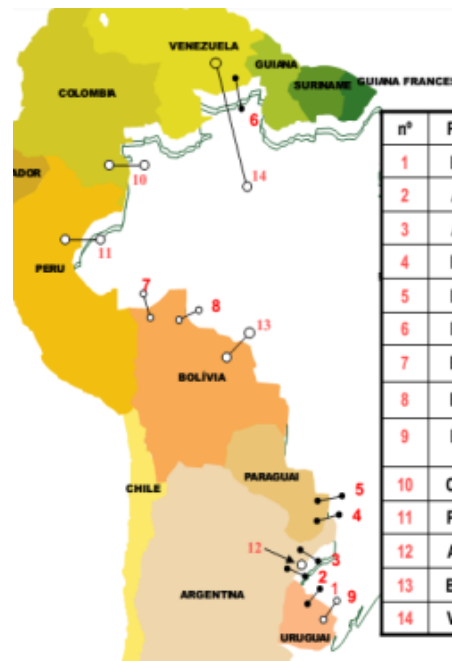 VENEZUELA
GUIANA
COLOMBIA
SURINAME
GUIANA FRANCES
6
nº
10
14
1
ADOR
2
3
11
4
PERU
5
6
7
8
7
8
13
9
BOLÍVIA
10
11
PARAGUAI
12
CHILE
5
13
4
14
12
3
2
ARGENTINA
1
9
URUGUAI